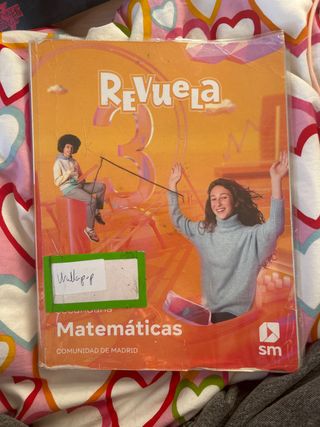 REVUELA
3
Wallapop
Matemáticas
COMUNIDAD DE MADRID
sm